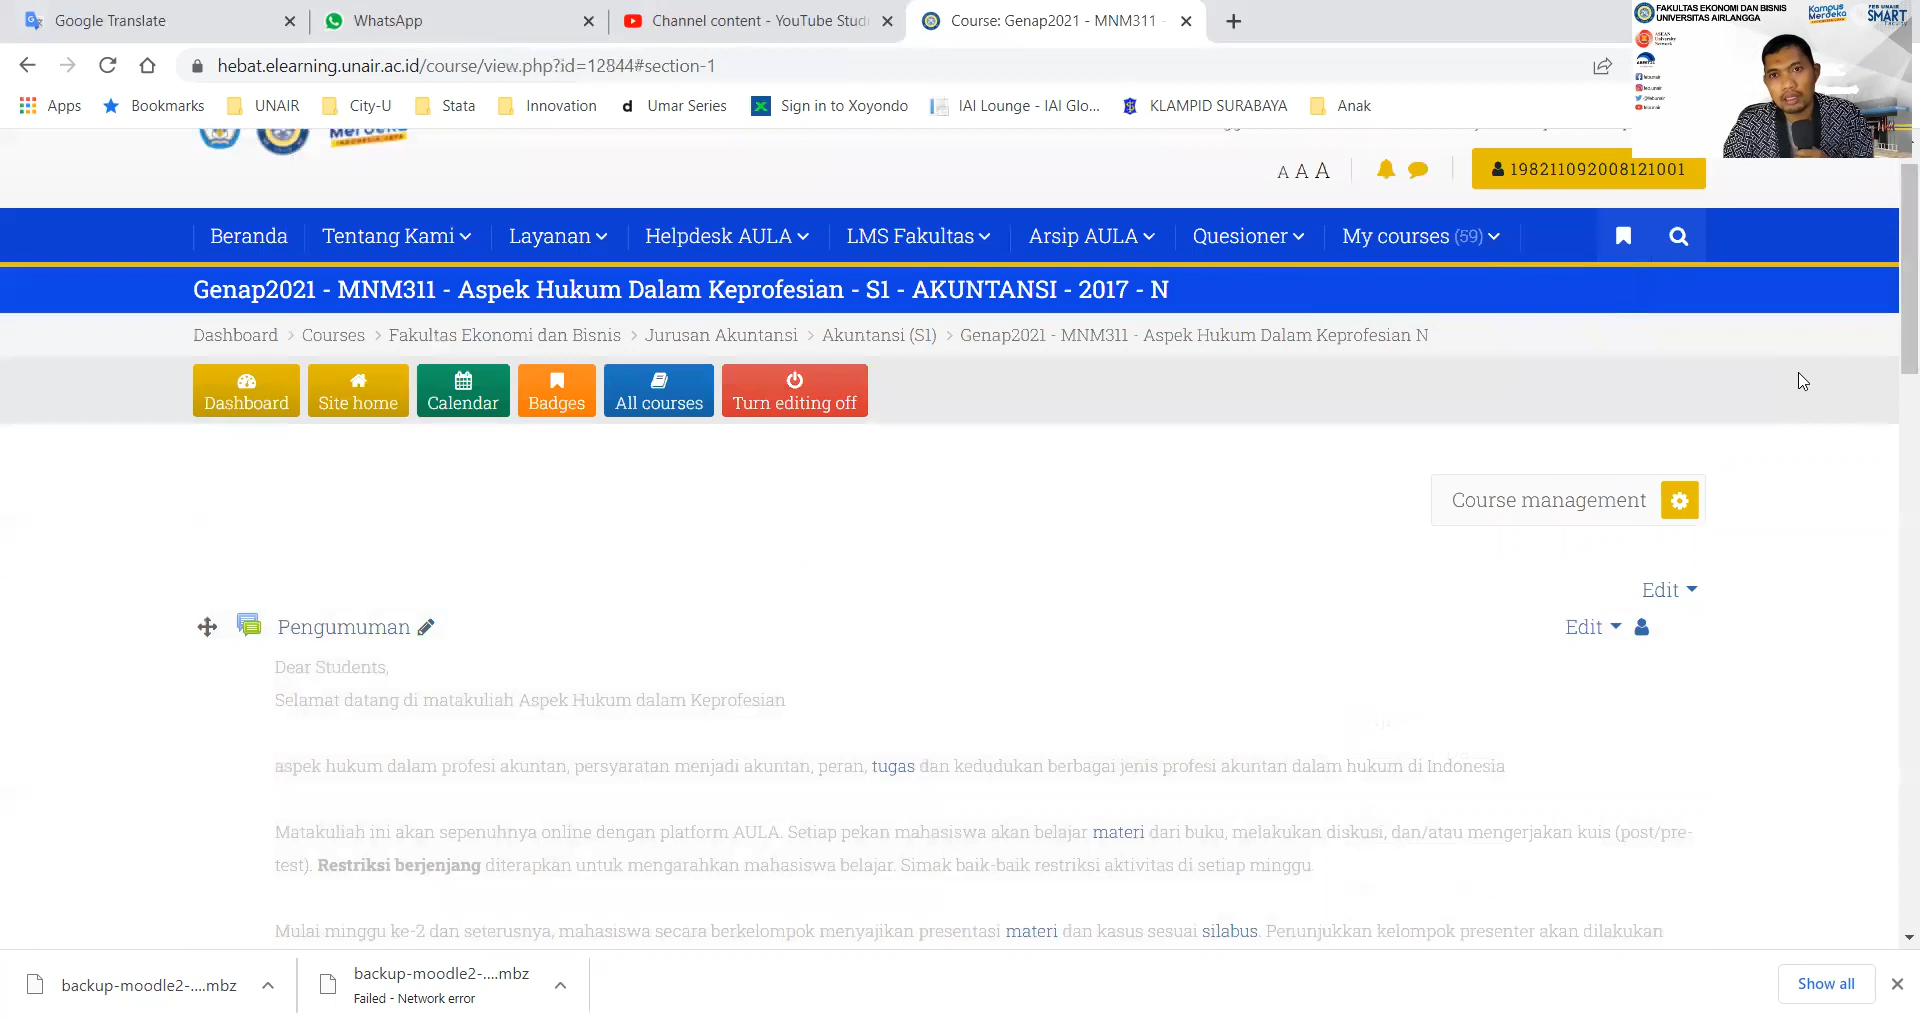 Google Translate
WhatsApp
Channel content - YouTube Stud
Course: Genap2021 - MNM311 -
hebat.elearning.unair.ac.id/course/view.php?id=12844#section-1
Apps Bookmarks UNAIR City-U Stata Innovation Umar Series Sign in to Xoyondo IAI Lounge - IAI Glo... KLAMPID SURABAYA Anak
FAKULTAS EKONOMI DAN BISNIS
UNIVERSITAS AIRLANGGA
Kampus
Merdeka
FEB UNAIR
SMART
Merdeka
A A A
198211092008121001
Beranda Tentang Kami Layanan Helpdesk AULA LMS Fakultas Arsip AULA Quesioner My courses (59)
Genap2021 - MNM311 - Aspek Hukum Dalam Keprofesian - S1 - AKUNTANSI - 2017 - N
Dashboard > Courses > Fakultas Ekonomi dan Bisnis > Jurusan Akuntansi > Akuntansi (S1) > Genap2021 - MNM311 - Aspek Hukum Dalam Keprofesian N
Dashboard Site home Calendar Badges All courses Turn editing off
Course management
Edit
Pengumuman
Edit
Dear Students,
Selamat datang di matakuliah Aspek Hukum dalam Keprofesian
aspek hukum dalam profesi akuntan, persyaratan menjadi akuntan, peran, tugas dan kedudukan berbagai jenis profesi akuntan dalam hukum di Indonesia
Matakuliah ini akan sepenuhnya online dengan platform AULA. Setiap pekan mahasiswa akan belajar materi dari buku, melakukan diskusi, dan/atau mengerjakan kuis (post/pre-
test). Restriksi berjenjang diterapkan untuk mengarahkan mahasiswa belajar. Simak baik-baik restriksi aktivitas di setiap minggu.
Mulai minggu ke-2 dan seterusnya, mahasiswa secara berkelompok menyajikan presentasi materi dan kasus sesuai silabus. Penunjukkan kelompok presenter akan dilakukan
backup-moodle2-....mbz
backup-moodle2-....mbz
Failed - Network error
Show all